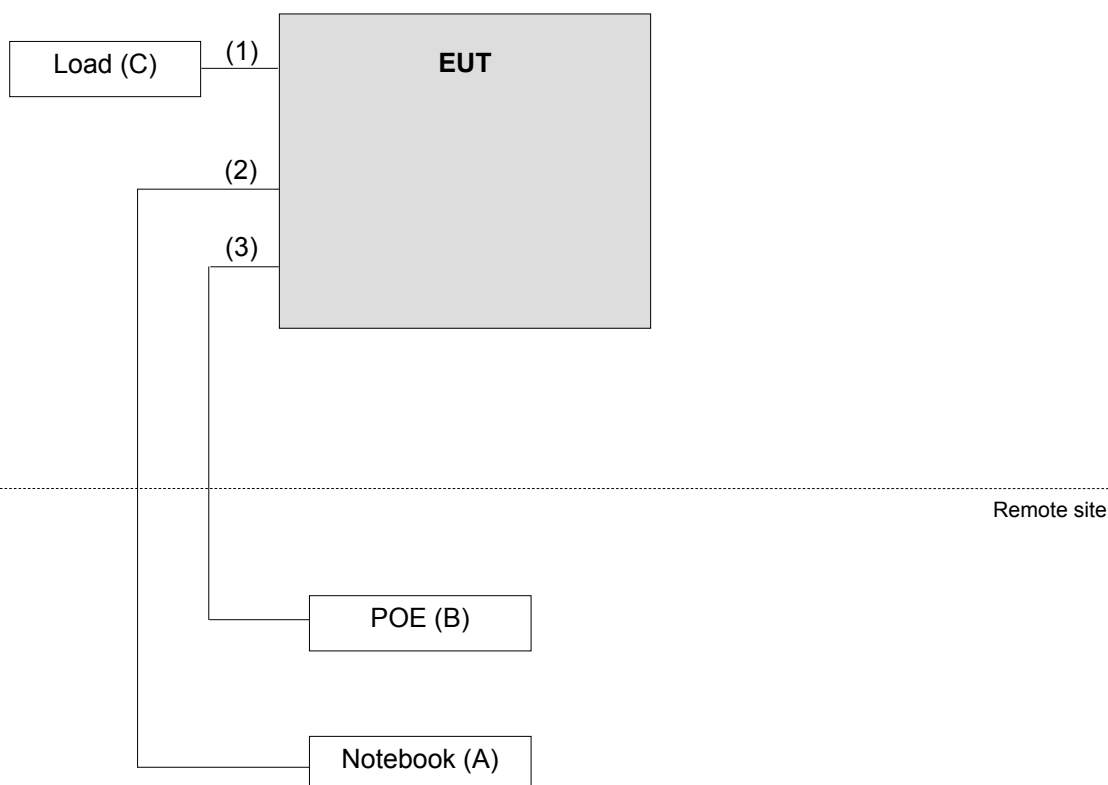 (1)
Load (C)
EUT
(2)
(3)
Remote site
POE (B)
Notebook (A)